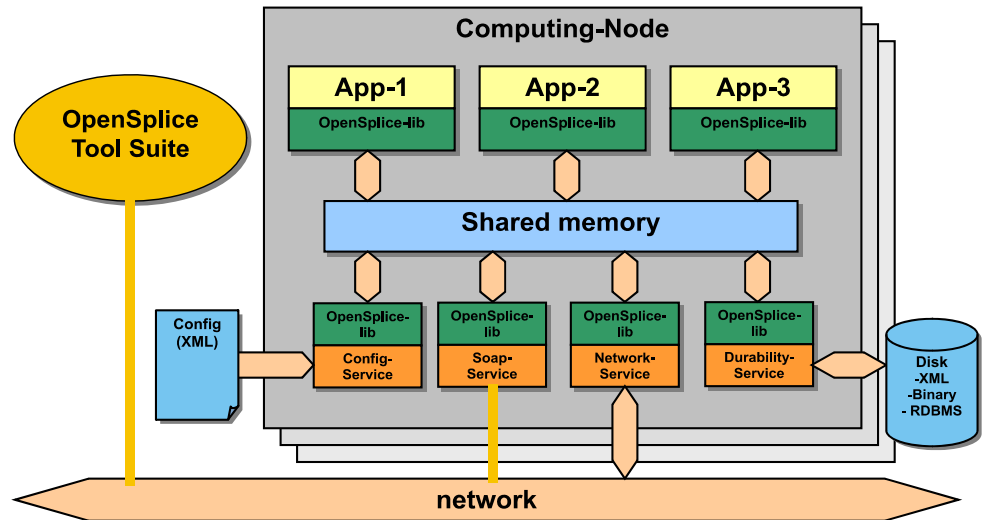 Computing-Node
App-1
App-2
App-3
OpenSplice-lib
OpenSplice-lib
OpenSplice-lib
OpenSplice
Tool Suite
Shared memory
Config
(XML)
OpenSplice-
lib
Config-
Service
OpenSplice-
lib
Soap-
Service
OpenSplice-
lib
Network-
Service
OpenSplice-
lib
Durability-
Service
Disk
-XML
-Binary
- RDBMS
network